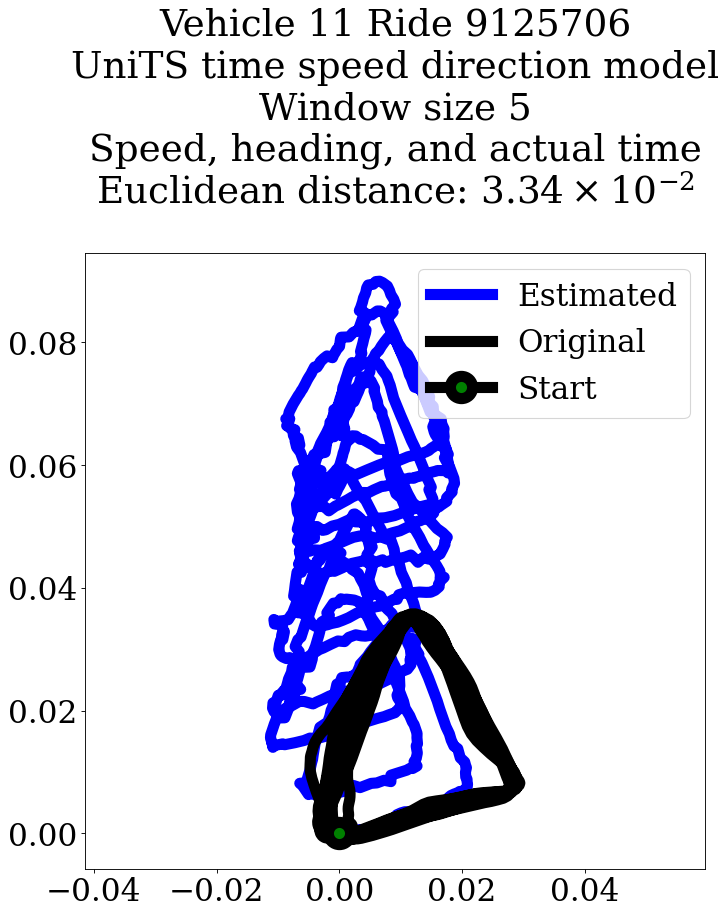 Vehicle 11 Ride 9125706
UniTS time speed direction model
Window size 5
Speed, heading, and actual time
Euclidean distance: 3.34 × 10⁻²
Estimated
Original
Start
0.08
0.06
0.04
0.02
0.00
−0.04 −0.02 0.00 0.02 0.04